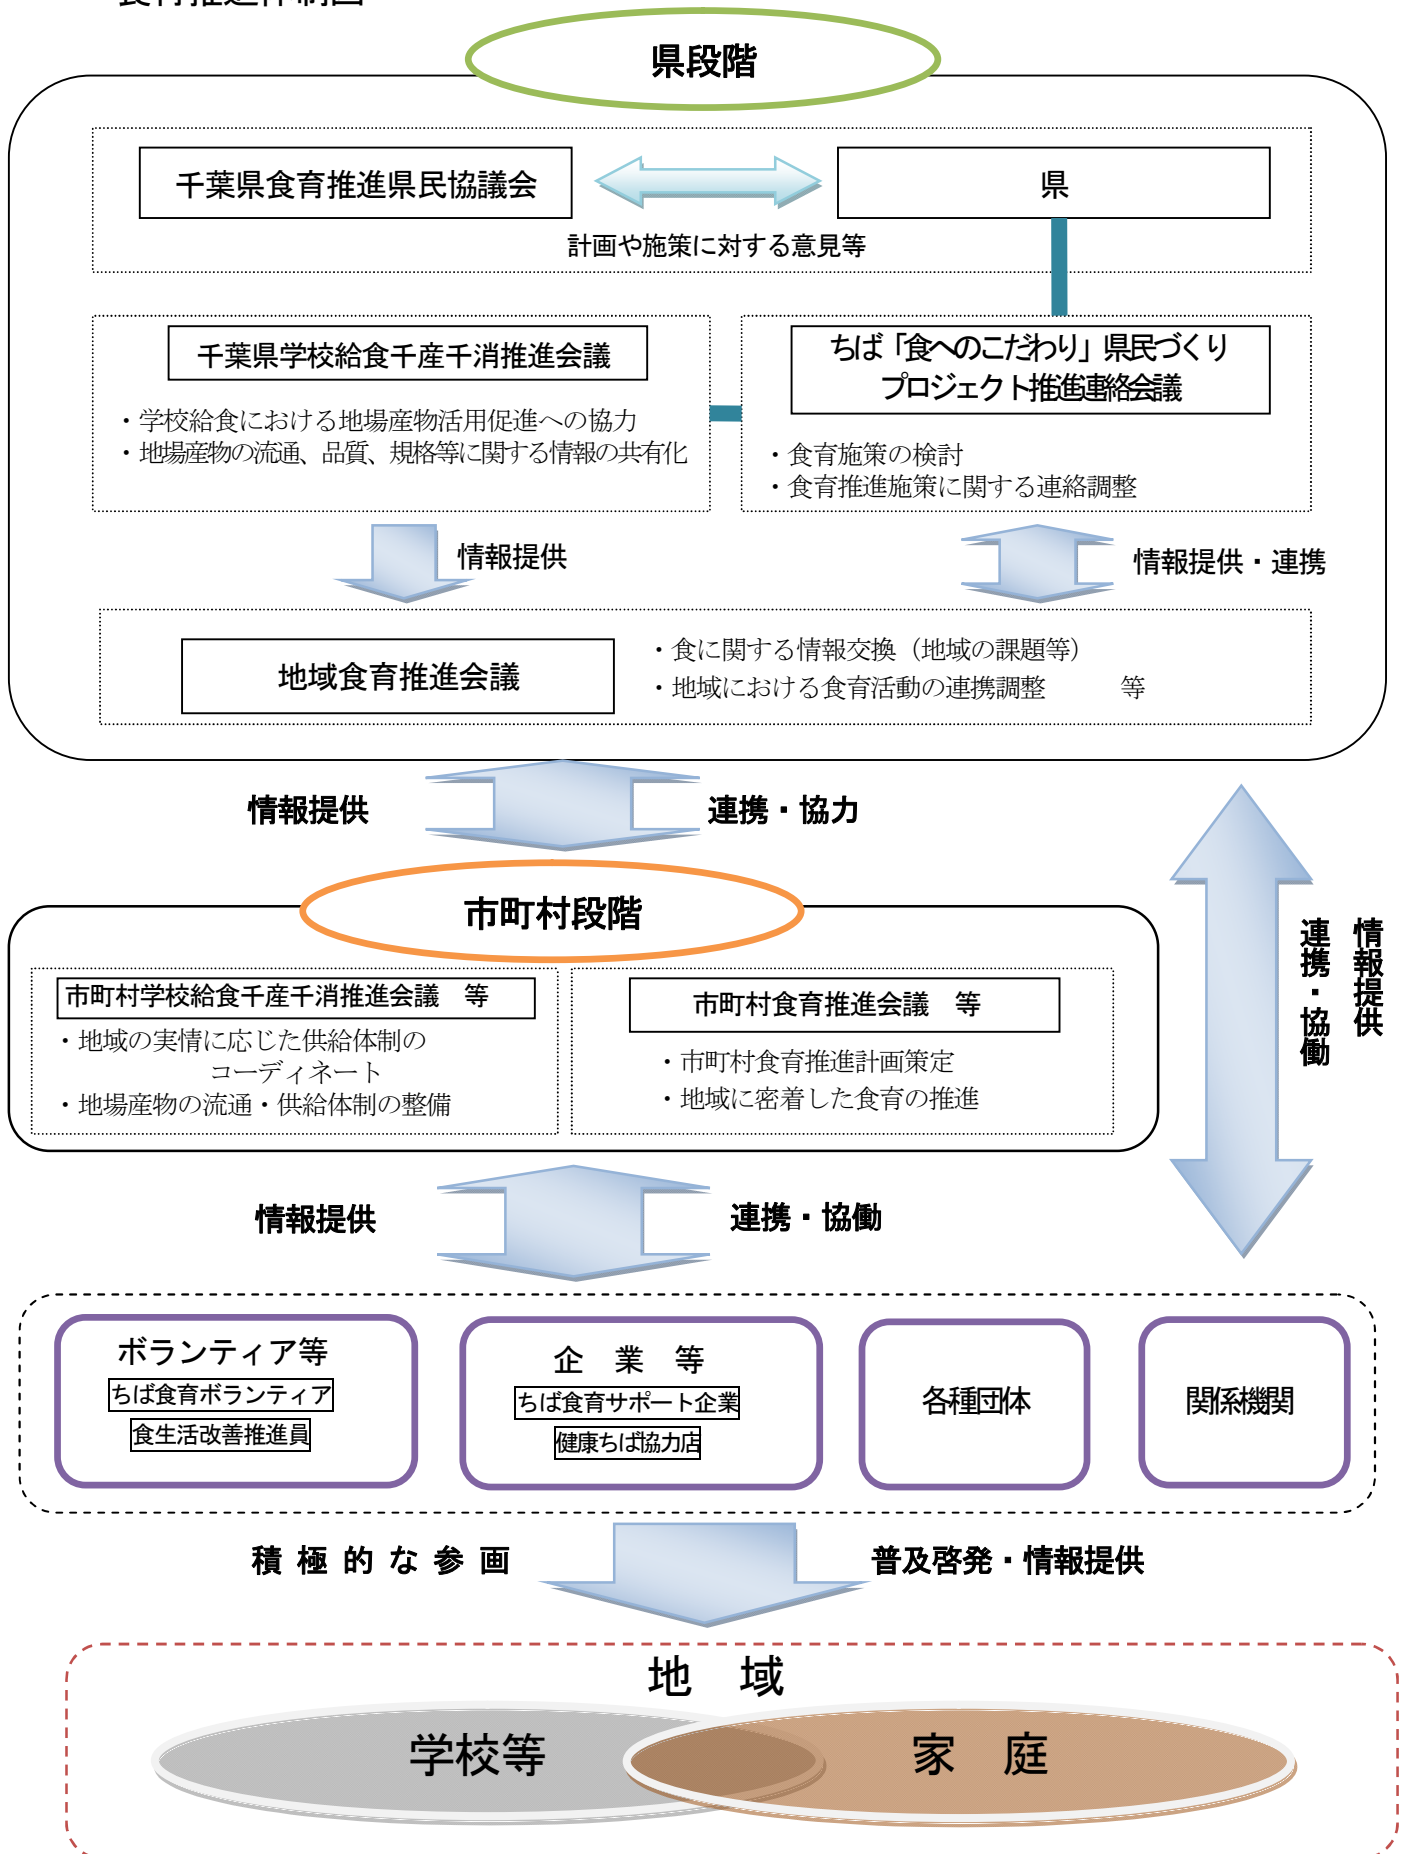 食育推進体制図
県段階
千葉県食育推進県民協議会
県
計画や施策に対する意見等
千葉県学校給食千産千消推進会議
・学校給食における地場産物活用促進への協力
・地場産物の流通、品質、規格等に関する情報の共有化
ちば「食へのこだわり」県民づくり
プロジェクト推進連絡会議
・食育施策の検討
・食育推進施策に関する連絡調整
情報提供
情報提供・連携
地域食育推進会議
・食に関する情報交換（地域の課題等）
・地域における食育活動の連携調整　　　等
情報提供
連携・協力
市町村段階
市町村学校給食千産千消推進会議　等
・地域の実情に応じた供給体制の
コーディネート
・地場産物の流通・供給体制の整備
市町村食育推進会議　等
・市町村食育推進計画策定
・地域に密着した食育の推進
情報提供
連携・協働
情報提供
連携・協働
ボランティア等
ちば食育ボランティア
食生活改善推進員
企　業　等
ちば食育サポート企業
健康ちば協力店
各種団体
関係機関
積 極 的 な 参 画
普及啓発・情報提供
地　域
学校等
家　庭